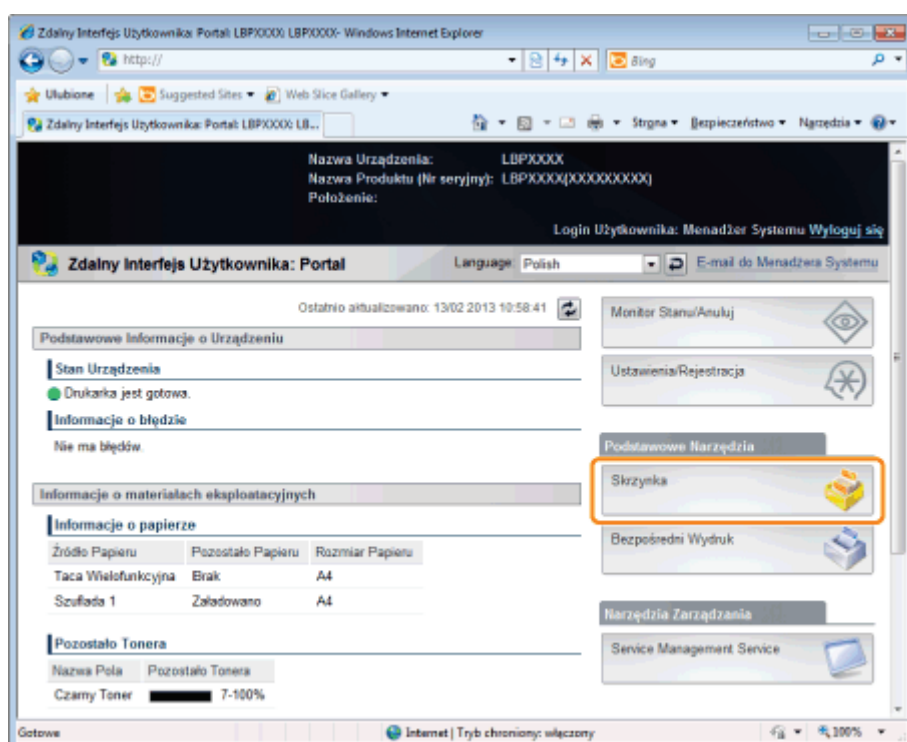 Zdalny Interfejs Użytkownika: Portal: LBPXXXX: LBPXXXX- Windows Internet Explorer
http://
Bing
Ulubione Suggested Sites Web Slice Gallery
Zdalny Interfejs Użytkownika: Portal: LBPXXXX: LB... Strona Bezpieczeństwo Narzędzia
Nazwa Urządzenia: LBPXXXX
Nazwa Produktu (Nr seryjny): LBPXXXX(XXXXXXXXX)
Położenie:
Login Użytkownika: Menadżer Systemu Wyloguj się
Zdalny Interfejs Użytkownika: Portal Language: Polish E-mail do Menadżera Systemu
Ostatnio aktualizowano: 13/02 2013 10:58:41
Podstawowe Informacje o Urządzeniu
Stan Urządzenia
Drukarka jest gotowa.
Informacje o błędzie
Nie ma błędów.
Informacje o materiałach eksploatacyjnych
Informacje o papierze
Źródło Papieru Pozostało Papieru Rozmiar Papieru
Taca Wielofunkcyjna Brak A4
Szuflada 1 Załadowano A4
Pozostało Tonera
Nazwa Pola Pozostało Tonera
Czarny Toner 7-100%
Monitor Stanu/Anuluj
Ustawienia/Rejestracja
Podstawowe Narzędzia
Skrzynka
Bezpośredni Wydruk
Narzędzia Zarządzania
Service Management Service
Gotowe Internet | Tryb chroniony: włączony 100%